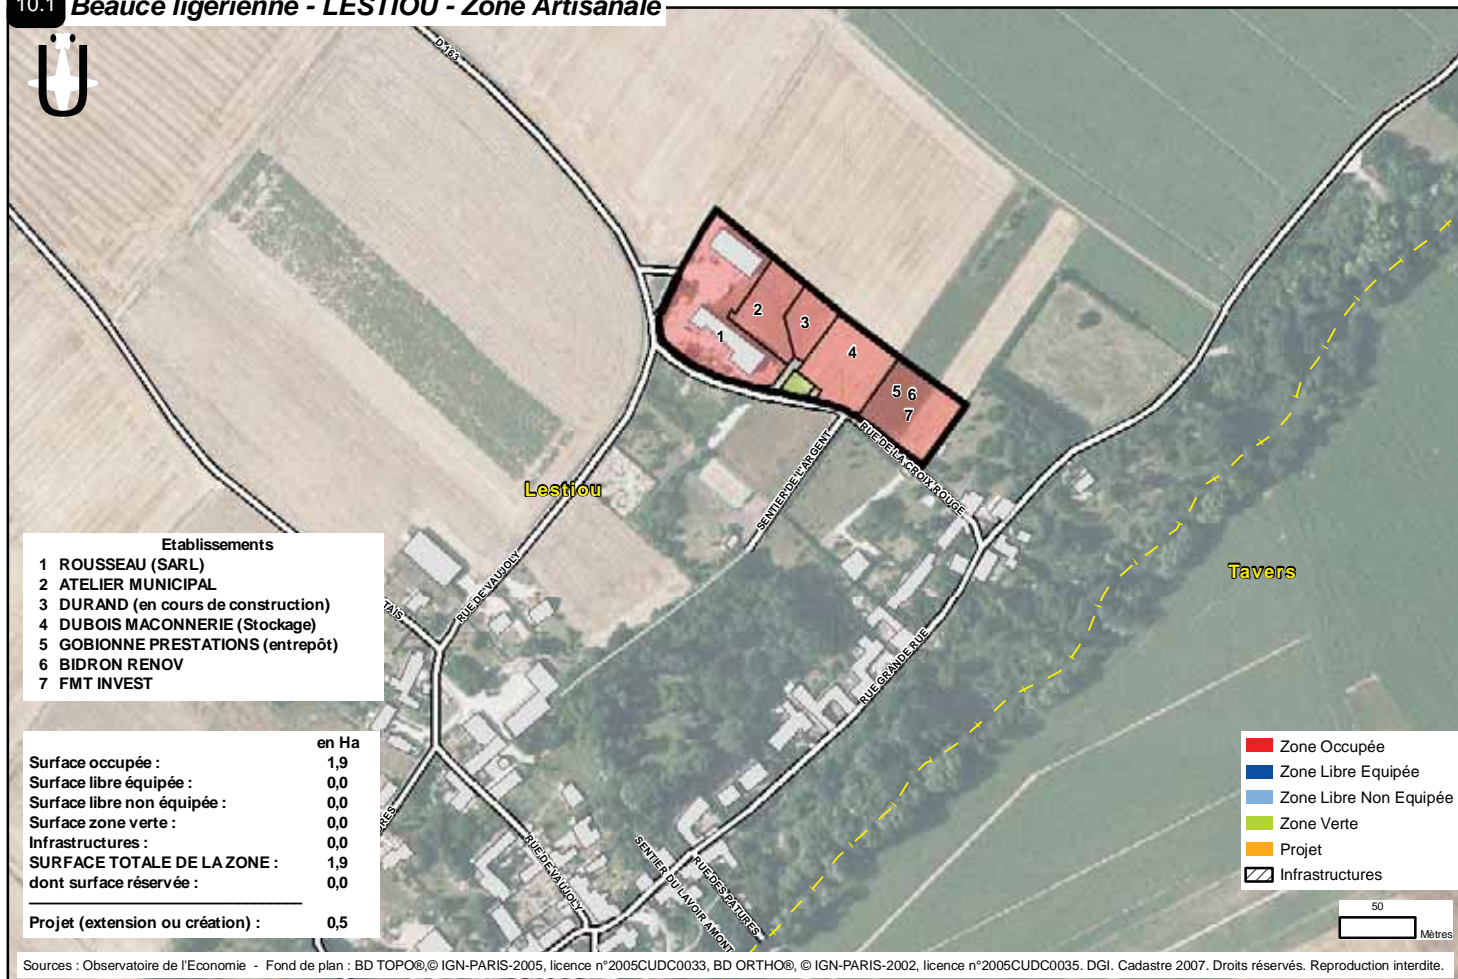 10.1 Beauce ligérienne - LESTIOU - Zone Artisanale
Ü
D 163
1
2
3
4
5 6
7
RUE DE LA CROIX ROUGE
SENTIER DE L'ARGENT
Lestiou
Tavers
RUE DE VAUJOLY
TAIS
RUE GRANDE RUE
Etablissements
1 ROUSSEAU (SARL)
2 ATELIER MUNICIPAL
3 DURAND (en cours de construction)
4 DUBOIS MACONNERIE (Stockage)
5 GOBIONNE PRESTATIONS (entrepôt)
6 BIDRON RENOV
7 FMT INVEST
en Ha
Surface occupée : 1,9
Surface libre équipée : 0,0
Surface libre non équipée : 0,0
Surface zone verte : 0,0
Infrastructures : 0,0
SURFACE TOTALE DE LA ZONE : 1,9
dont surface réservée : 0,0
Projet (extension ou création) : 0,5
RES
RUE DE VAUJOLY
SENTIER DU LAVOIR AMONT
RUE DES PATURES
Zone Occupée
Zone Libre Equipée
Zone Libre Non Equipée
Zone Verte
Projet
Infrastructures
50
Mètres
Sources : Observatoire de l'Economie - Fond de plan : BD TOPO®,© IGN-PARIS-2005, licence n°2005CUDC0033, BD ORTHO®, © IGN-PARIS-2002, licence n°2005CUDC0035. DGI. Cadastre 2007. Droits réservés. Reproduction interdite.